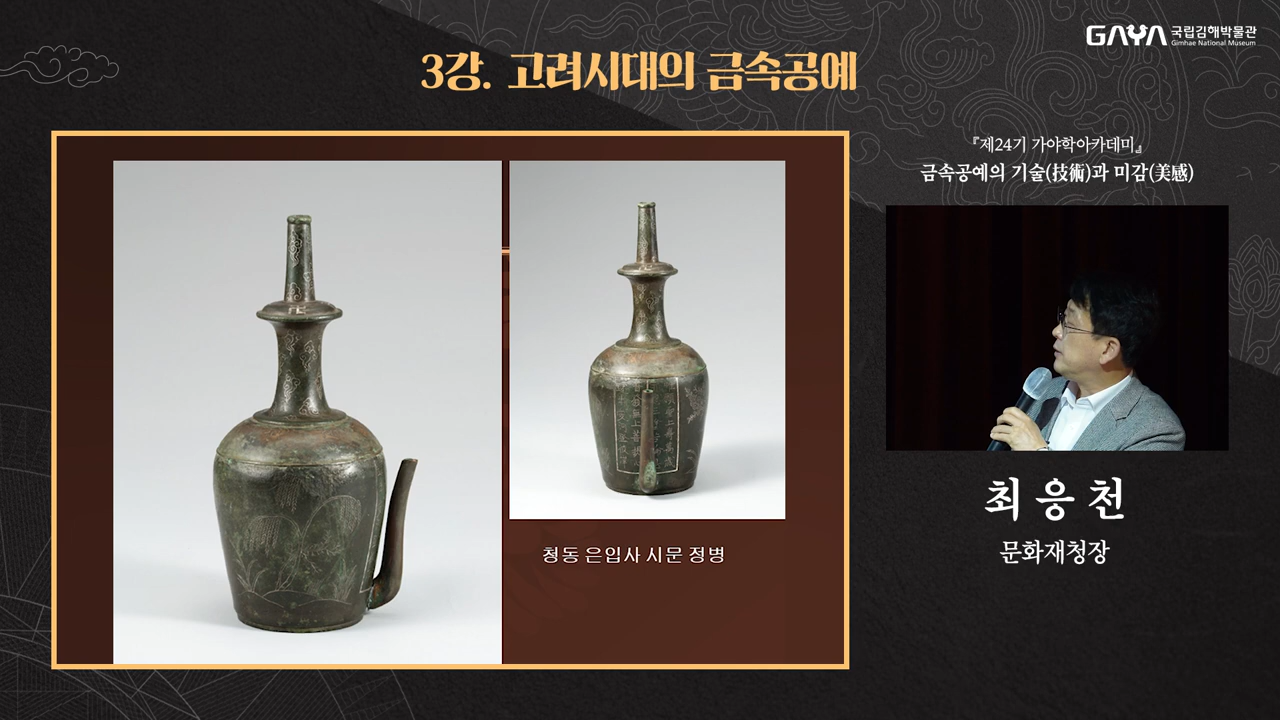 GAYA 국립김해박물관
Gimhae National Museum
3강. 고려시대의 금속공예
『제24기 가야학아카데미』
금속공예의 기술(技術)과 미감(美感)
청동 은입사 시문 정병
최응천
문화재청장